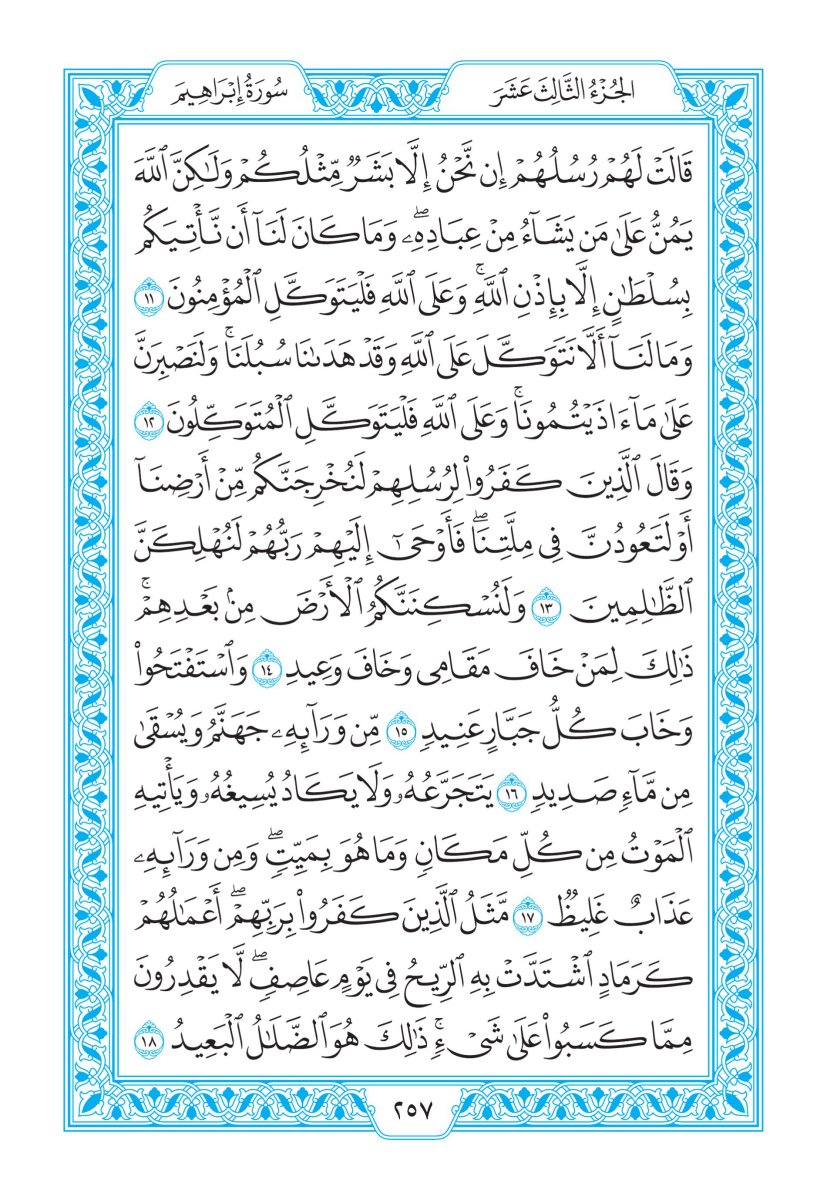 الجُزْءُ الثَّالِثَ عَشَرَ
سُورَةُ إِبْرَاهِيمَ
قَالَتْ لَهُمْ رُسُلُهُمْ إِن نَّحْنُ إِلَّا بَشَرٌ مِّثْلُكُمْ وَلَٰكِنَّ ٱللَّهَ
يَمُنُّ عَلَىٰ مَن يَشَآءُ مِنْ عِبَادِهِۦۖ وَمَا كَانَ لَنَآ أَن نَّأْتِيَكُم
بِسُلْطَٰنٍ إِلَّا بِإِذْنِ ٱللَّهِۚ وَعَلَى ٱللَّهِ فَلْيَتَوَكَّلِ ٱلْمُؤْمِنُونَ ١١
وَمَا لَنَآ أَلَّا نَتَوَكَّلَ عَلَى ٱللَّهِ وَقَدْ هَدَىٰنَا سُبُلَنَاۚ وَلَنَصْبِرَنَّ
عَلَىٰ مَآ ءَاذَيْتُمُونَاۚ وَعَلَى ٱللَّهِ فَلْيَتَوَكَّلِ ٱلْمُتَوَكِّلُونَ ١٢
وَقَالَ ٱلَّذِينَ كَفَرُوا۟ لِرُسُلِهِمْ لَنُخْرِجَنَّكُم مِّنْ أَرْضِنَآ
أَوْ لَتَعُودُنَّ فِى مِلَّتِنَاۖ فَأَوْحَىٰٓ إِلَيْهِمْ رَبُّهُمْ لَنُهْلِكَنَّ
ٱلظَّٰلِمِينَ ١٣ وَلَنُسْكِنَنَّكُمُ ٱلْأَرْضَ مِنۢ بَعْدِهِمْۚ
ذَٰلِكَ لِمَنْ خَافَ مَقَامِى وَخَافَ وَعِيدِ ١٤ وَٱسْتَفْتَحُوا۟
وَخَابَ كُلُّ جَبَّارٍ عَنِيدٍ ١٥ مِّن وَرَآئِهِۦ جَهَنَّمُ وَيُسْقَىٰ
مِن مَّآءٍ صَدِيدٍ ١٦ يَتَجَرَّعُهُۥ وَلَا يَكَادُ يُسِيغُهُۥ وَيَأْتِيهِ
ٱلْمَوْتُ مِن كُلِّ مَكَانٍ وَمَا هُوَ بِمَيِّتٍۖ وَمِن وَرَآئِهِۦ
عَذَابٌ غَلِيظٌ ١٧ مَّثَلُ ٱلَّذِينَ كَفَرُوا۟ بِرَبِّهِمْۖ أَعْمَٰلُهُمْ
كَرَمَادٍ ٱشْتَدَّتْ بِهِ ٱلرِّيحُ فِى يَوْمٍ عَاصِفٍۖ لَّا يَقْدِرُونَ
مِمَّا كَسَبُوا۟ عَلَىٰ شَىْءٍۚ ذَٰلِكَ هُوَ ٱلضَّلَٰلُ ٱلْبَعِيدُ ١٨
٢٥٧